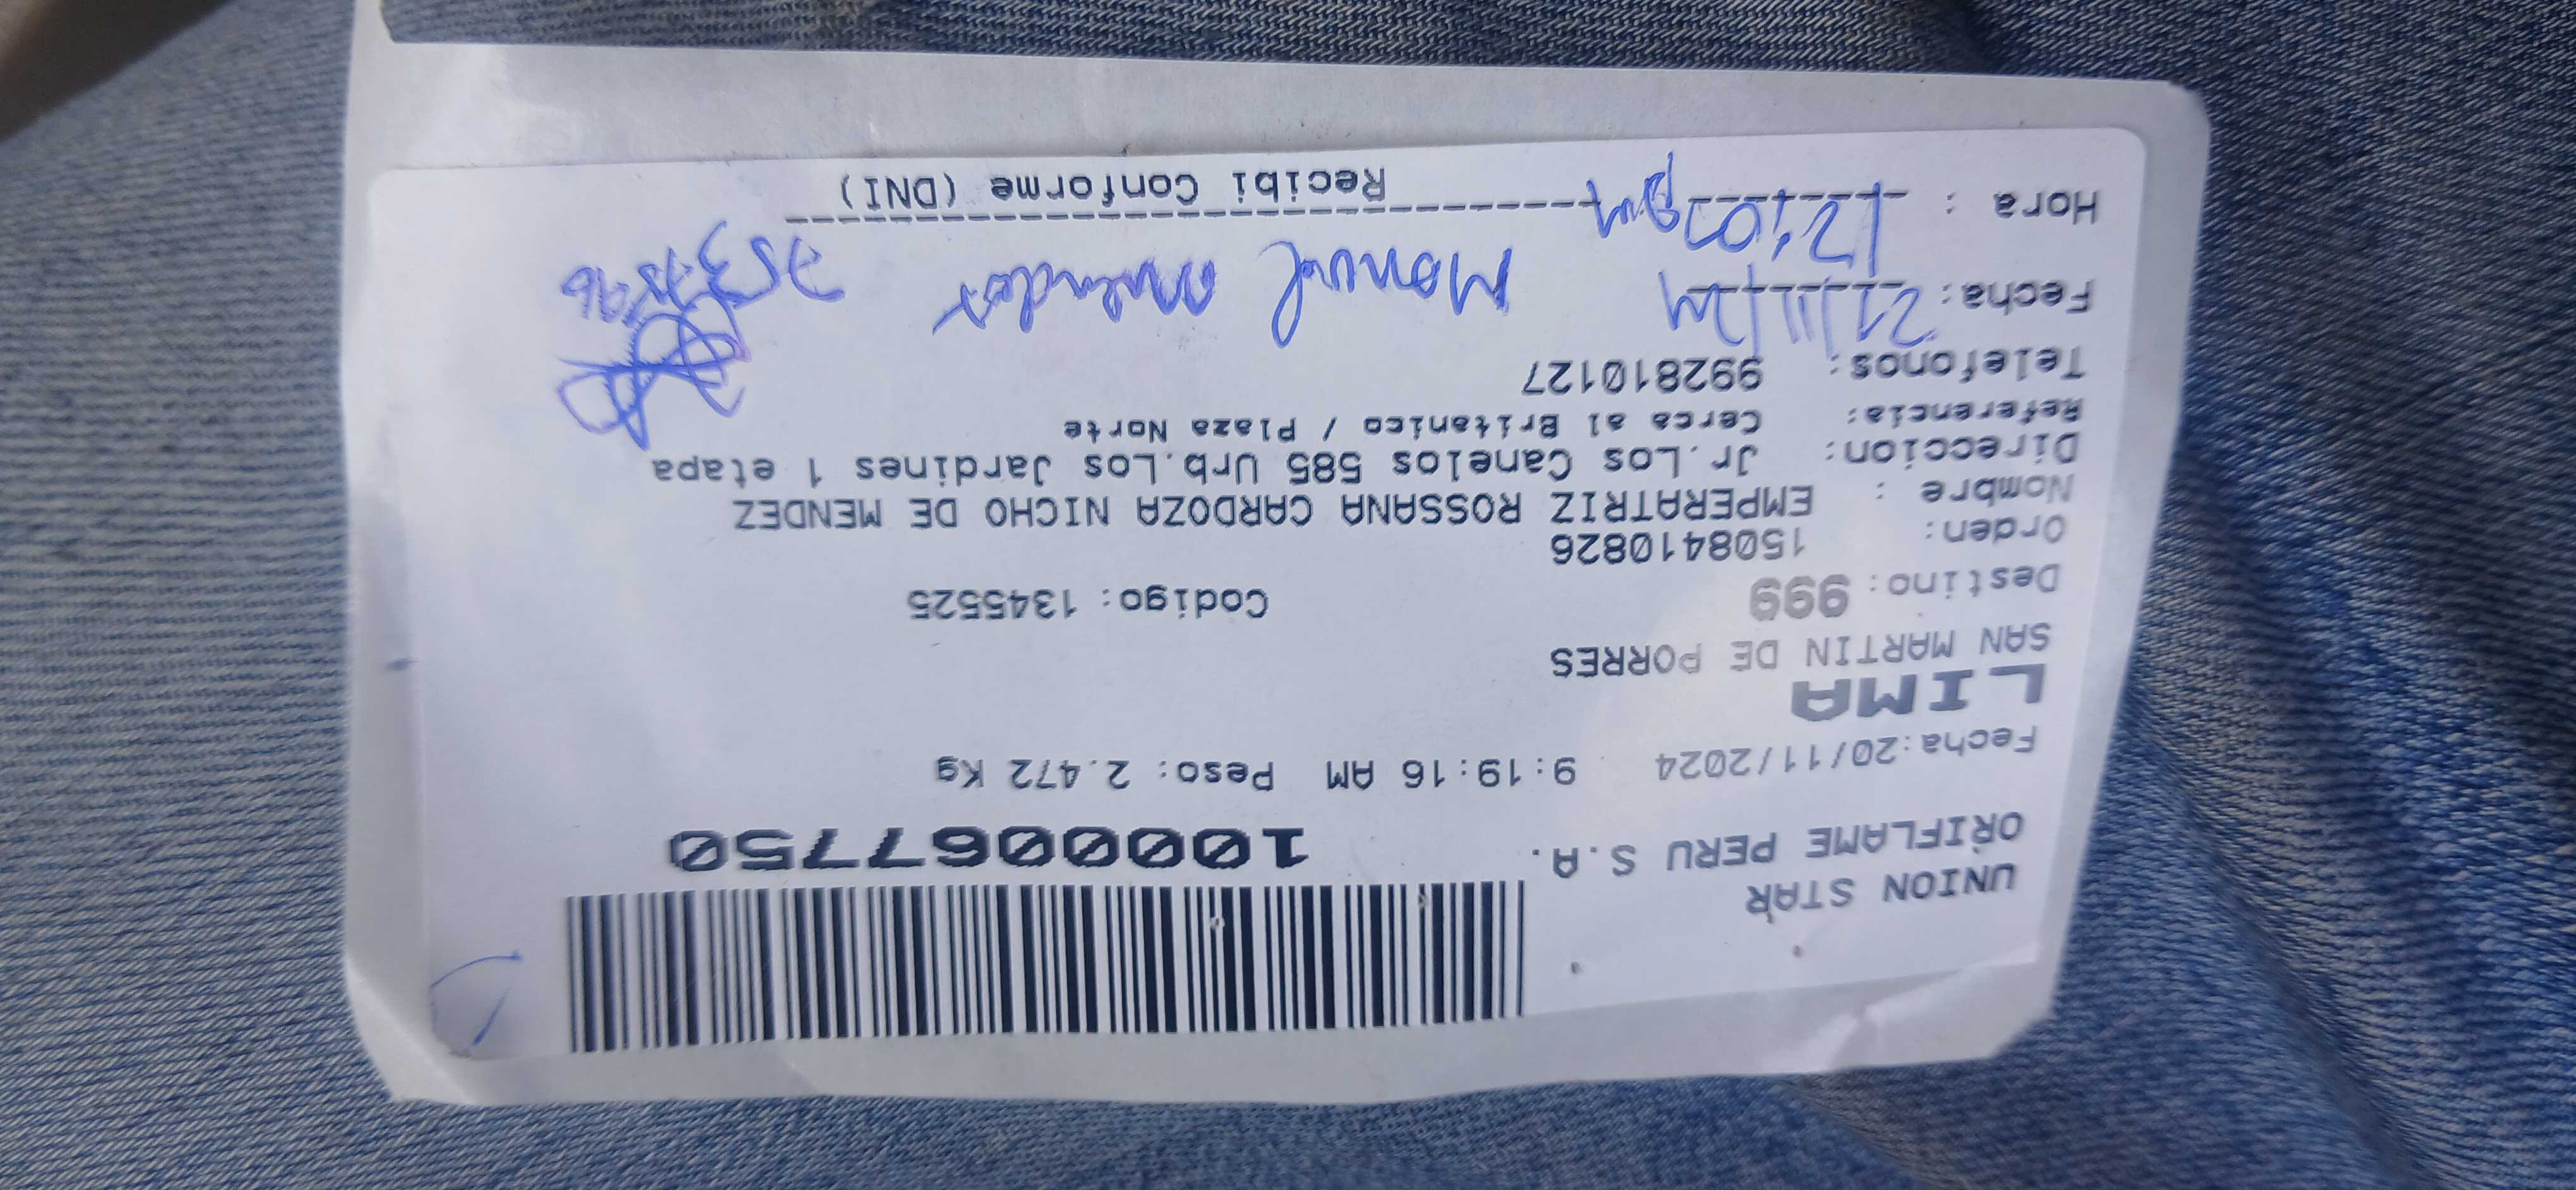 UNION STAR
ORIFLAME PERU S.A.
1000067750
Fecha:20/11/2024 9:19:16 AM Peso: 2.472 Kg
LIMA
SAN MARTIN DE PORRES
Destino: 999 Codigo: 1345525
Orden: 1508410826
Nombre : EMPERATRIZ ROSSANA CARDOZA NICHO DE MENDEZ
Direccion: Jr.Los Canelos 585 Urb.Los Jardines 1 etapa
Referencia: Cerca al Britanico / Plaza Norte
Telefonos: 992810127
Fecha: 21/11/24 Manuel mendez
Hora : 12:09 pm
Recibi Conforme (DNI)